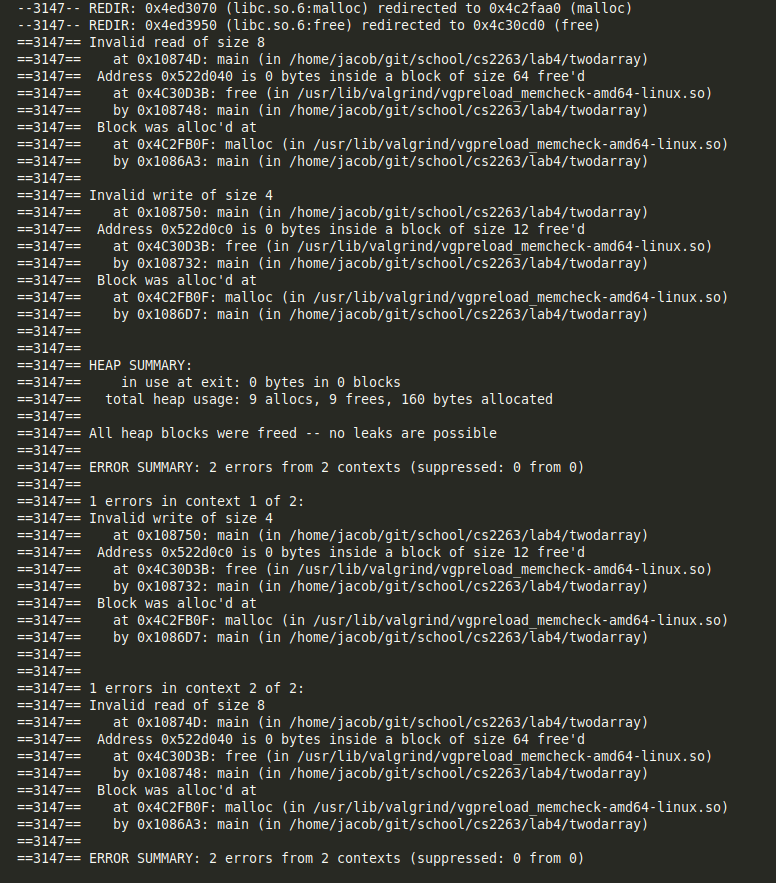 --3147-- REDIR: 0x4ed3070 (libc.so.6:malloc) redirected to 0x4c2faa0 (malloc)
--3147-- REDIR: 0x4ed3950 (libc.so.6:free) redirected to 0x4c30cd0 (free)
==3147== Invalid read of size 8
==3147==    at 0x10874D: main (in /home/jacob/git/school/cs2263/lab4/twodarray)
==3147==  Address 0x522d040 is 0 bytes inside a block of size 64 free'd
==3147==    at 0x4C30D3B: free (in /usr/lib/valgrind/vgpreload_memcheck-amd64-linux.so)
==3147==    by 0x108748: main (in /home/jacob/git/school/cs2263/lab4/twodarray)
==3147==  Block was alloc'd at
==3147==    at 0x4C2FB0F: malloc (in /usr/lib/valgrind/vgpreload_memcheck-amd64-linux.so)
==3147==    by 0x1086A3: main (in /home/jacob/git/school/cs2263/lab4/twodarray)
==3147==
==3147== Invalid write of size 4
==3147==    at 0x108750: main (in /home/jacob/git/school/cs2263/lab4/twodarray)
==3147==  Address 0x522d0c0 is 0 bytes inside a block of size 12 free'd
==3147==    at 0x4C30D3B: free (in /usr/lib/valgrind/vgpreload_memcheck-amd64-linux.so)
==3147==    by 0x108732: main (in /home/jacob/git/school/cs2263/lab4/twodarray)
==3147==  Block was alloc'd at
==3147==    at 0x4C2FB0F: malloc (in /usr/lib/valgrind/vgpreload_memcheck-amd64-linux.so)
==3147==    by 0x1086D7: main (in /home/jacob/git/school/cs2263/lab4/twodarray)
==3147==
==3147==
==3147== HEAP SUMMARY:
==3147==     in use at exit: 0 bytes in 0 blocks
==3147==   total heap usage: 9 allocs, 9 frees, 160 bytes allocated
==3147==
==3147== All heap blocks were freed -- no leaks are possible
==3147==
==3147== ERROR SUMMARY: 2 errors from 2 contexts (suppressed: 0 from 0)
==3147==
==3147== 1 errors in context 1 of 2:
==3147== Invalid write of size 4
==3147==    at 0x108750: main (in /home/jacob/git/school/cs2263/lab4/twodarray)
==3147==  Address 0x522d0c0 is 0 bytes inside a block of size 12 free'd
==3147==    at 0x4C30D3B: free (in /usr/lib/valgrind/vgpreload_memcheck-amd64-linux.so)
==3147==    by 0x108732: main (in /home/jacob/git/school/cs2263/lab4/twodarray)
==3147==  Block was alloc'd at
==3147==    at 0x4C2FB0F: malloc (in /usr/lib/valgrind/vgpreload_memcheck-amd64-linux.so)
==3147==    by 0x1086D7: main (in /home/jacob/git/school/cs2263/lab4/twodarray)
==3147==
==3147==
==3147== 1 errors in context 2 of 2:
==3147== Invalid read of size 8
==3147==    at 0x10874D: main (in /home/jacob/git/school/cs2263/lab4/twodarray)
==3147==  Address 0x522d040 is 0 bytes inside a block of size 64 free'd
==3147==    at 0x4C30D3B: free (in /usr/lib/valgrind/vgpreload_memcheck-amd64-linux.so)
==3147==    by 0x108748: main (in /home/jacob/git/school/cs2263/lab4/twodarray)
==3147==  Block was alloc'd at
==3147==    at 0x4C2FB0F: malloc (in /usr/lib/valgrind/vgpreload_memcheck-amd64-linux.so)
==3147==    by 0x1086A3: main (in /home/jacob/git/school/cs2263/lab4/twodarray)
==3147==
==3147== ERROR SUMMARY: 2 errors from 2 contexts (suppressed: 0 from 0)